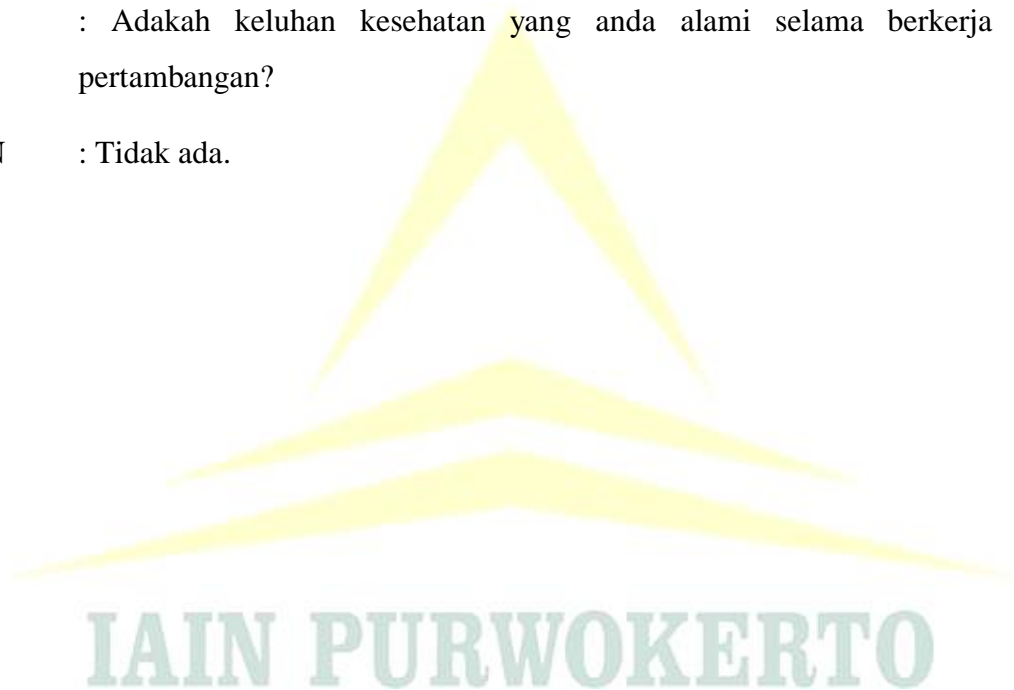 : Adakah keluhan kesehatan yang anda alami selama berkerja
pertambangan?
N : Tidak ada.
IAIN PURWOKERTO